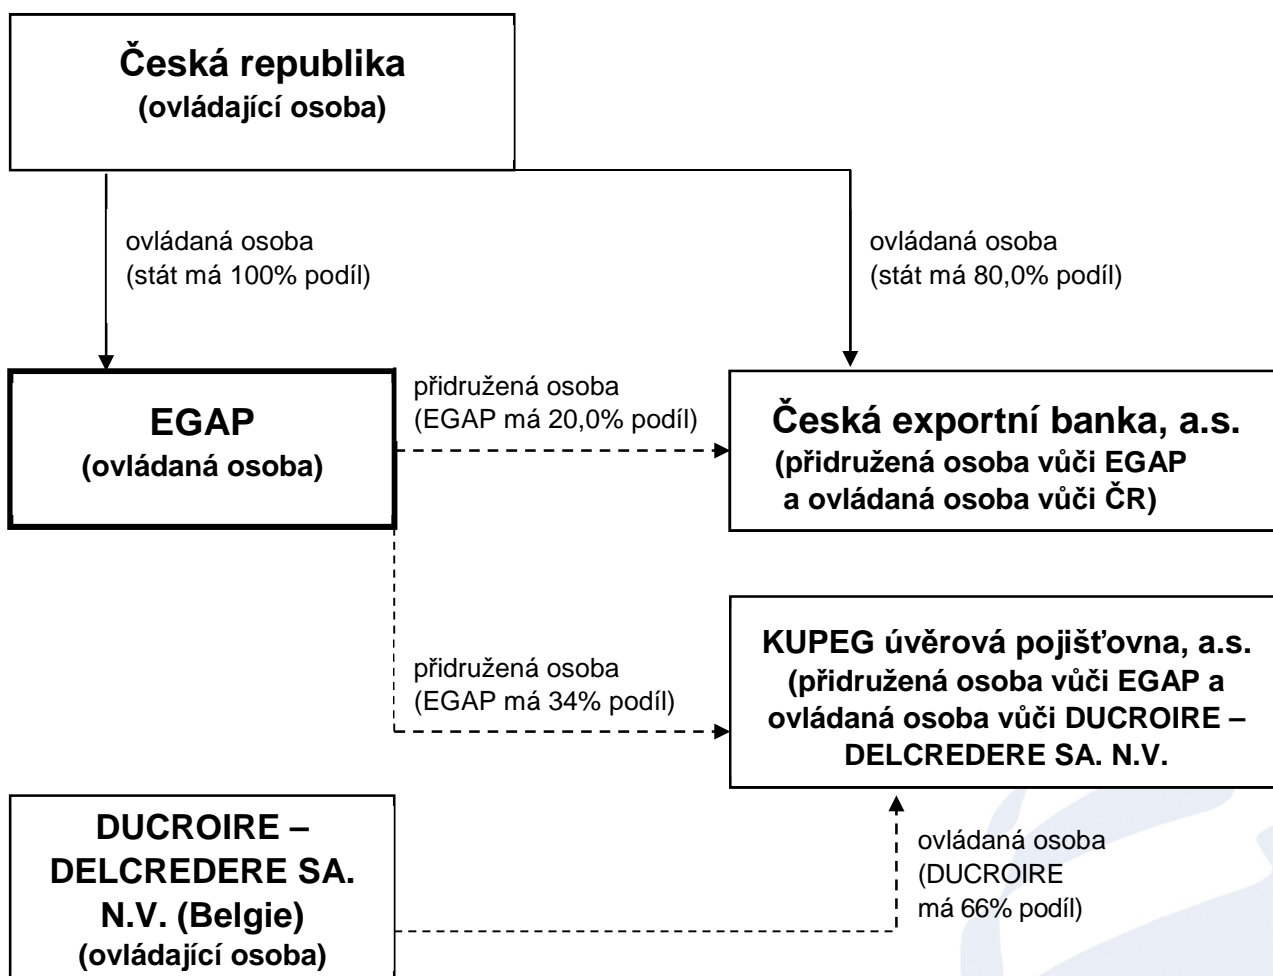 Česká republika
(ovládající osoba)
ovládaná osoba
(stát má 100% podíl)
ovládaná osoba
(stát má 80,0% podíl)
EGAP
(ovládaná osoba)
přidružená osoba
(EGAP má 20,0% podíl)
Česká exportní banka, a.s.
(přidružená osoba vůči EGAP
a ovládaná osoba vůči ČR)
přidružená osoba
(EGAP má 34% podíl)
KUPEG úvěrová pojišťovna, a.s.
(přidružená osoba vůči EGAP a
ovládaná osoba vůči DUCROIRE –
DELCREDERE SA. N.V.
DUCROIRE –
DELCREDERE SA.
N.V. (Belgie)
(ovládající osoba)
ovládaná osoba
(DUCROIRE
má 66% podíl)